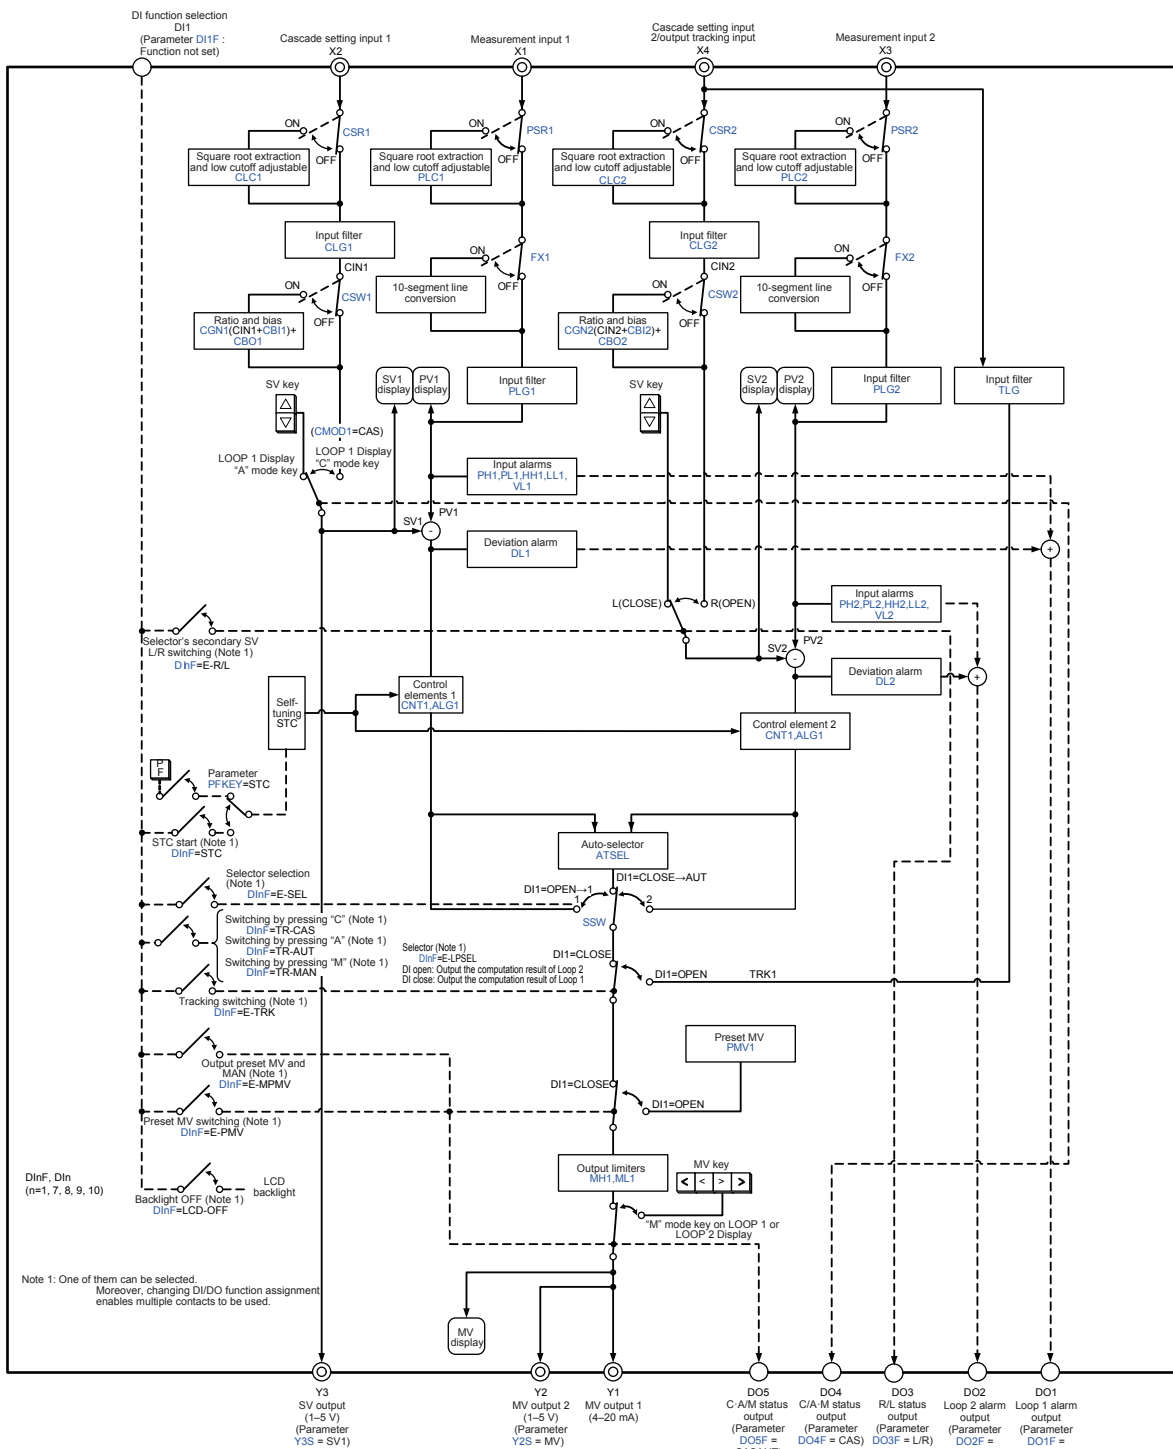 DI function selection
DI1
(Parameter DI1F :
Function not set)
Cascade setting input 1
X2
Measurement input 1
X1
Cascade setting input
2/output tracking input
X4
Measurement input 2
X3
ON
CSR1
OFF
Square root extraction
and low cutoff adjustable
CLC1
ON
PSR1
OFF
Square root extraction
and low cutoff adjustable
PLC1
ON
CSR2
OFF
Square root extraction
and low cutoff adjustable
CLC2
ON
PSR2
OFF
Square root extraction
and low cutoff adjustable
PLC2
Input filter
CLG1
CIN1
ON
CSW1
OFF
Ratio and bias
CGN1(CIN1+CBI1)+
CBO1
ON
FX1
OFF
10-segment line
conversion
Input filter
CLG2
CIN2
ON
CSW2
OFF
Ratio and bias
CGN2(CIN2+CBI2)+
CBO2
ON
FX2
OFF
10-segment line
conversion
SV key
SV1
display
PV1
display
Input filter
PLG1
SV key
SV2
display
PV2
display
Input filter
PLG2
Input filter
TLG
(CMOD1=CAS)
LOOP 1 Display
"A" mode key
LOOP 1 Display
"C" mode key
Input alarms
PH1,PL1,HH1,LL1,
VL1
SV1
PV1
-
Deviation alarm
DL1
+
L(CLOSE)
R(OPEN)
Input alarms
PH2,PL2,HH2,LL2,
VL2
SV2
PV2
-
Deviation alarm
DL2
+
Selector's secondary SV
L/R switching (Note 1)
DInF=E-R/L
Self-
tuning
STC
Control
elements 1
CNT1,ALG1
Control element 2
CNT1,ALG1
P
F
Parameter
PFKEY=STC
STC start (Note 1)
DInF=STC
Auto-selector
ATSEL
DI1=CLOSE→AUT
DI1=OPEN→1
1
2
SSW
Selector selection
(Note 1)
DInF=E-SEL
Switching by pressing "C" (Note 1)
DInF=TR-CAS
Switching by pressing "A" (Note 1)
DInF=TR-AUT
Switching by pressing "M" (Note 1)
DInF=TR-MAN
Selector (Note 1)
DInF=E-LPSEL
DI open: Output the computation result of Loop 2
DI close: Output the computation result of Loop 1
DI1=CLOSE
DI1=OPEN
TRK1
Tracking switching (Note 1)
DInF=E-TRK
Output preset MV and
MAN (Note 1)
DInF=E-MPMV
Preset MV
PMV1
DI1=CLOSE
DI1=OPEN
Preset MV switching (Note 1)
DInF=E-PMV
DInF, DIn
(n=1, 7, 8, 9, 10)
LCD
backlight
Backlight OFF (Note 1)
DInF=LCD-OFF
Output limiters
MH1,ML1
MV key
< < > >
"M" mode key on LOOP 1 or
LOOP 2 Display
Note 1: One of them can be selected.
Moreover, changing DI/DO function assignment
enables multiple contacts to be used.
MV
display
Y3
SV output
(1–5 V)
(Parameter
Y3S = SV1)
Y2
MV output 2
(1–5 V)
(Parameter
Y2S = MV)
Y1
MV output 1
(4–20 mA)
DO5
C·A/M status
output
(Parameter
DO5F =
DO4
C/A·M status
output
(Parameter
DO4F = CAS)
DO3
R/L status
output
(Parameter
DO3F = L/R)
DO2
Loop 2 alarm
output
(Parameter
DO2F =
DO1
Loop 1 alarm
output
(Parameter
DO1F =